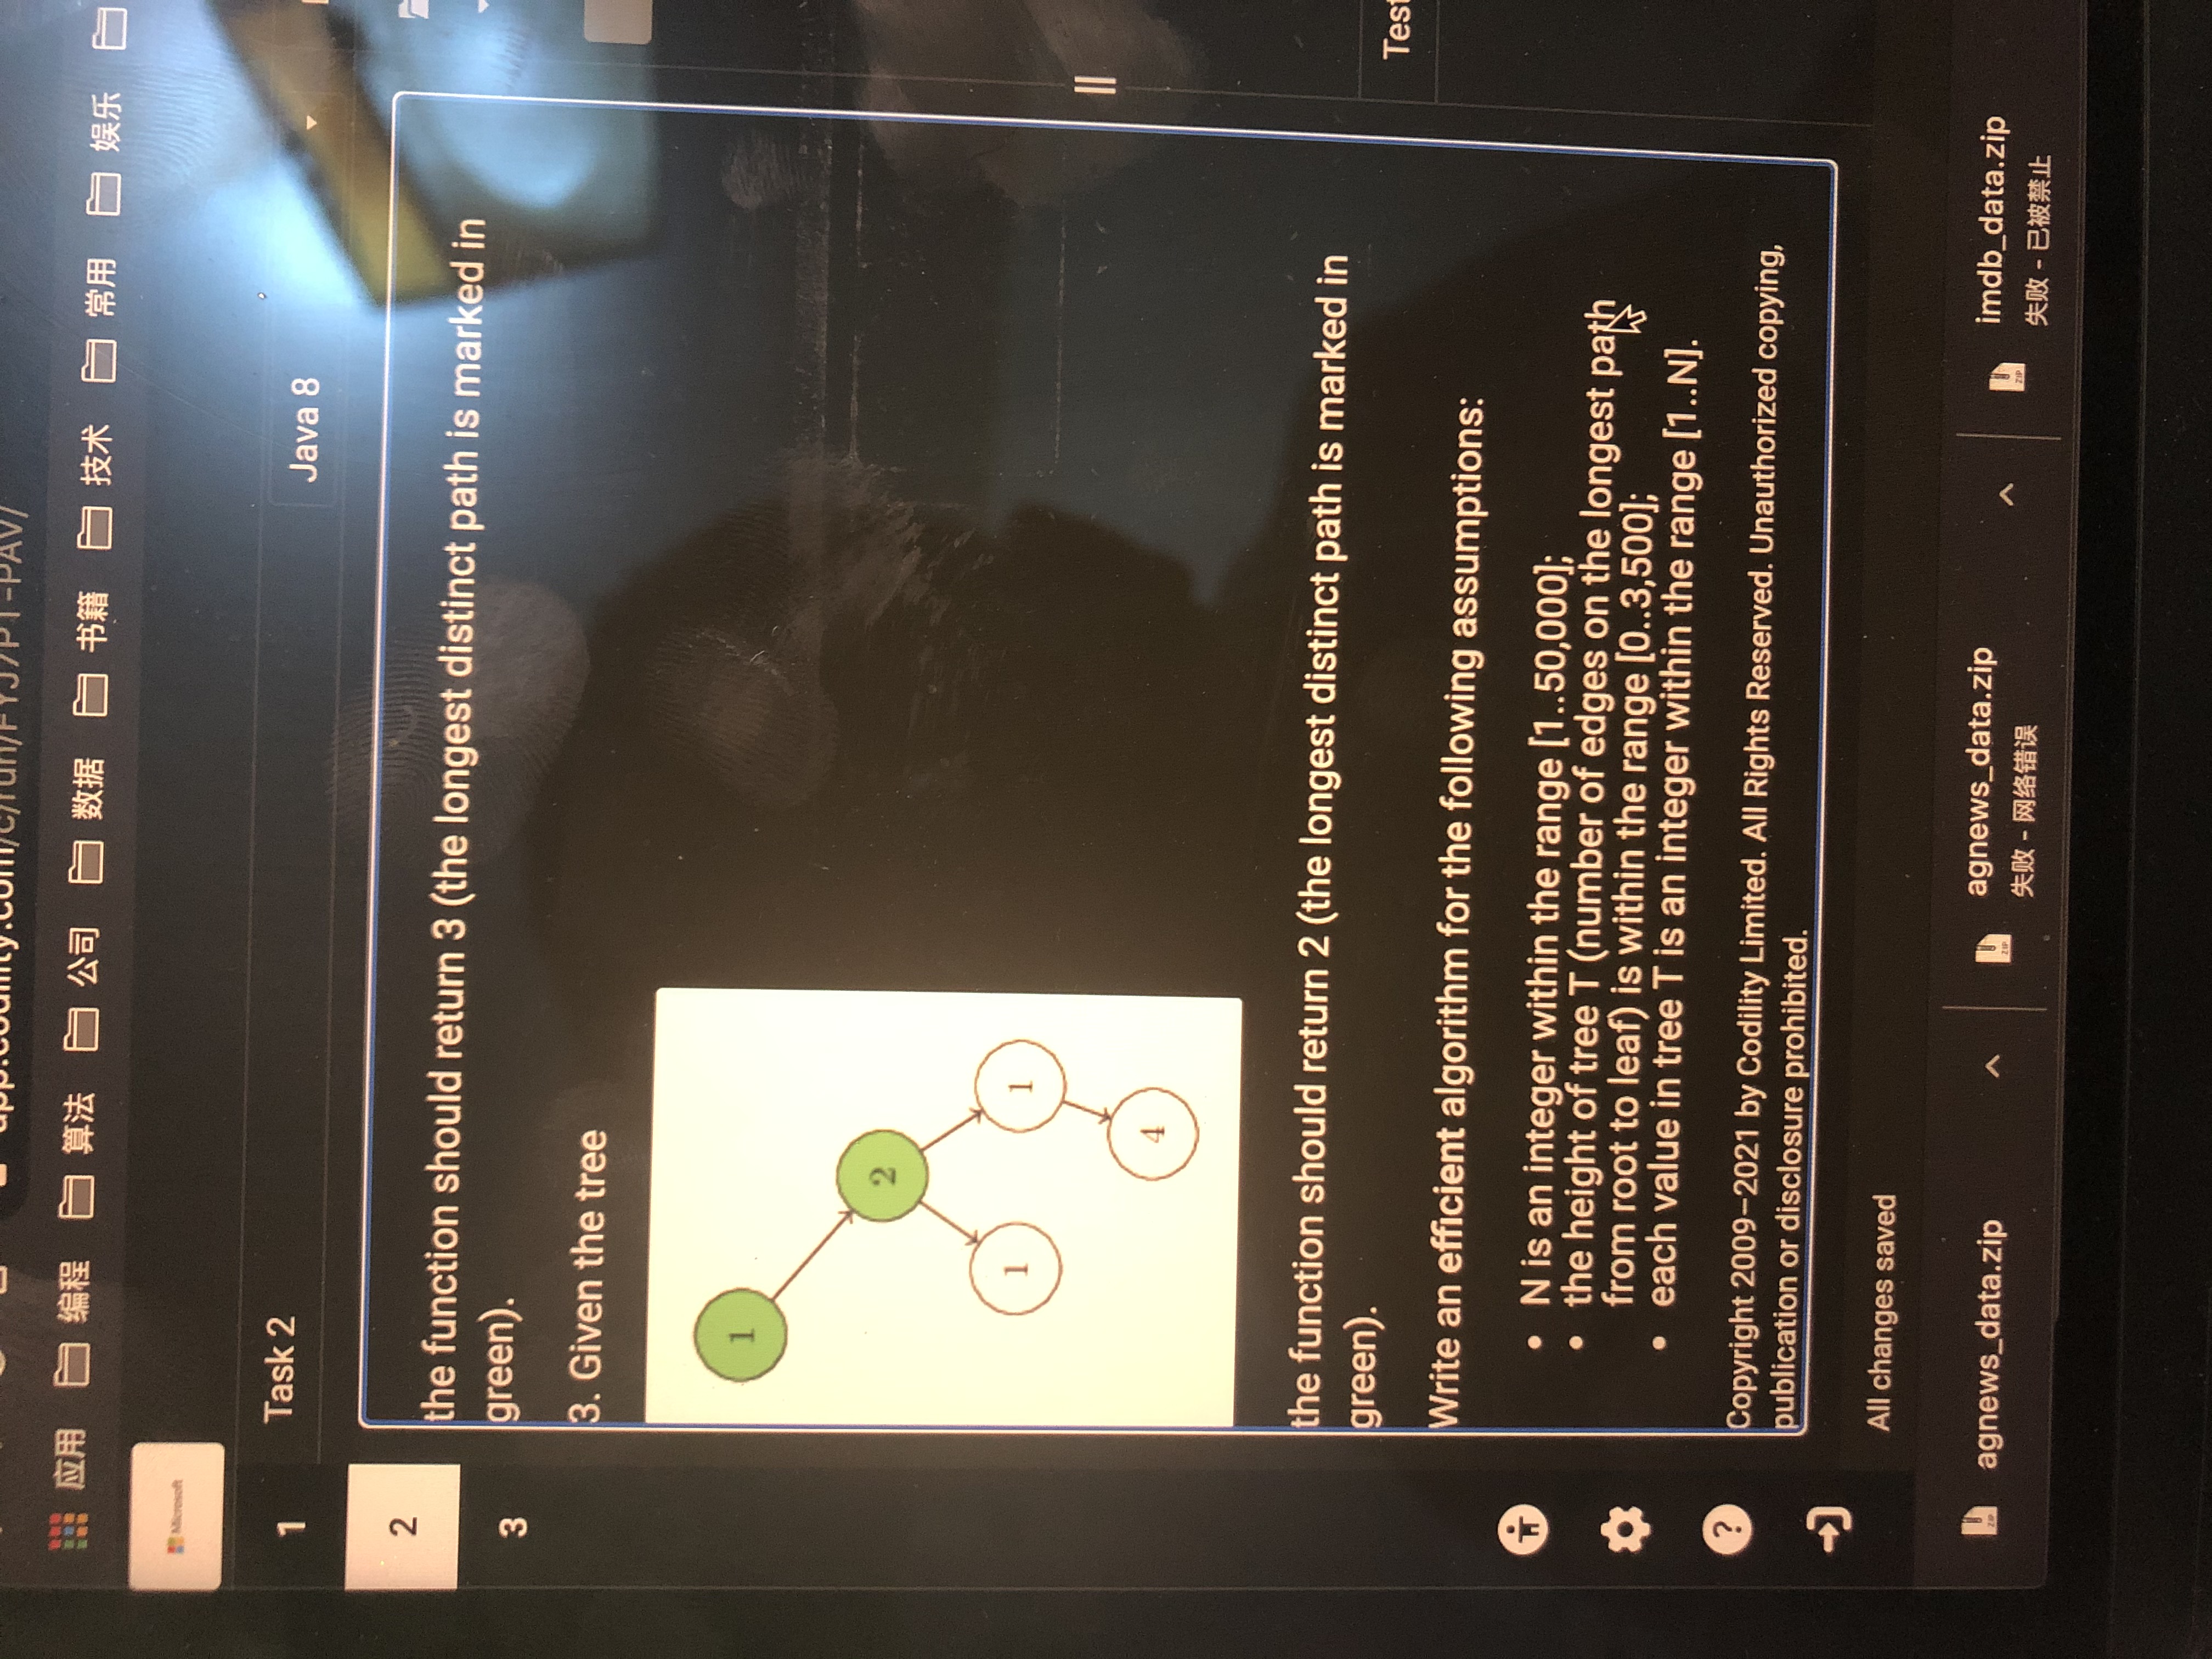 app.codility.com/c/run/FYJ7PT-PAV/
应用 编程 算法 公司 数据 书籍 技术 常用 娱乐
Microsoft
1 Task 2 Java 8
2
the function should return 3 (the longest distinct path is marked in
green).
3
3. Given the tree
1
2
1 1
4
the function should return 2 (the longest distinct path is marked in
green).
Test
Write an efficient algorithm for the following assumptions:
• N is an integer within the range [1..50,000];
• the height of tree T (number of edges on the longest path
from root to leaf) is within the range [0..3,500];
• each value in tree T is an integer within the range [1..N].
?
Copyright 2009–2021 by Codility Limited. All Rights Reserved. Unauthorized copying,
publication or disclosure prohibited.
All changes saved
agnews_data.zip agnews_data.zip imdb_data.zip
失败 - 网络错误 失败 - 已被禁止